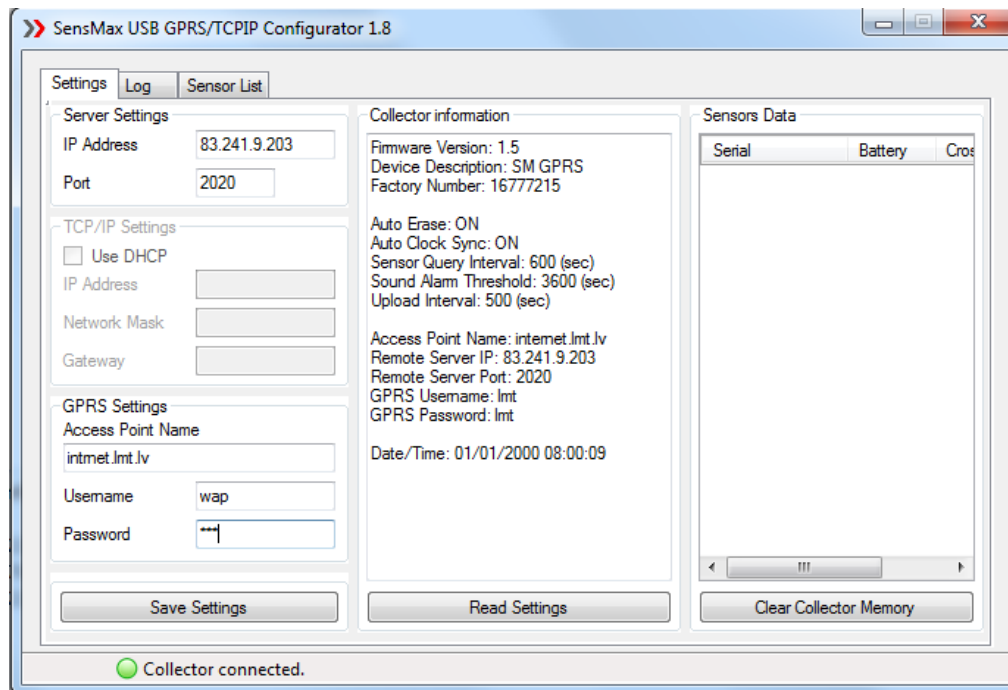 SensMax USB GPRS/TCPIP Configurator 1.8
Settings
Log
Sensor List
Server Settings
IP Address
83.241.9.203
Port
2020
TCP/IP Settings
Use DHCP
IP Address
Network Mask
Gateway
GPRS Settings
Access Point Name
intrnet.lmt.lv
Username
wap
Password
***
Save Settings
Collector information
Firmware Version: 1.5
Device Description: SM GPRS
Factory Number: 16777215
Auto Erase: ON
Auto Clock Sync: ON
Sensor Query Interval: 600 (sec)
Sound Alarm Threshold: 3600 (sec)
Upload Interval: 500 (sec)
Access Point Name: internet.lmt.lv
Remote Server IP: 83.241.9.203
Remote Server Port: 2020
GPRS Username: lmt
GPRS Password: lmt
Date/Time: 01/01/2000 08:00:09
Read Settings
Sensors Data
Serial Battery Cros
Clear Collector Memory
Collector connected.